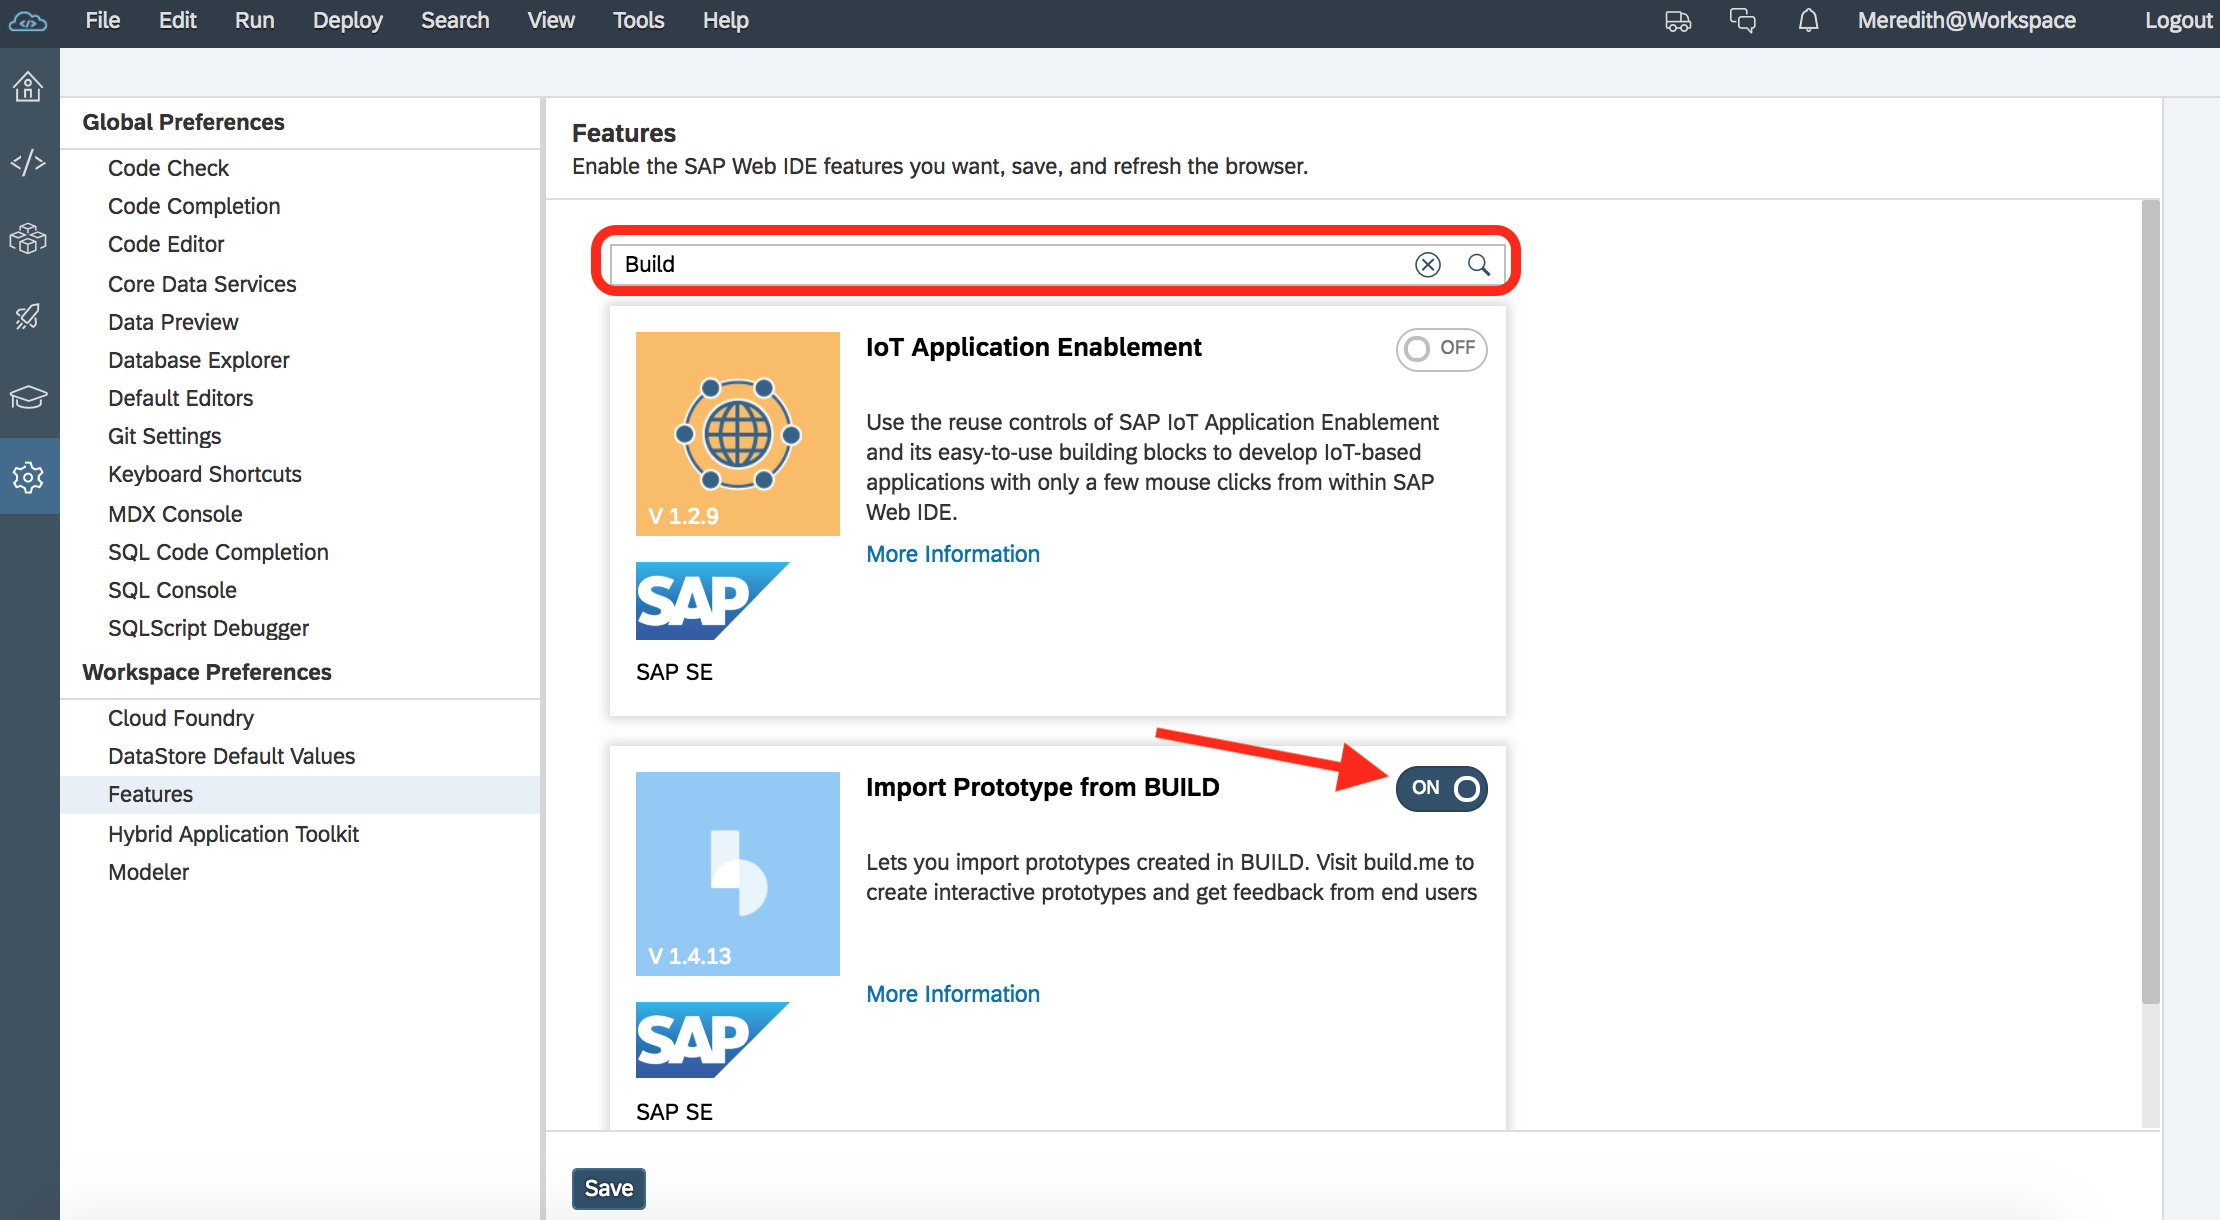 File Edit Run Deploy Search View Tools Help Meredith@Workspace Logout
Global Preferences
Code Check
Code Completion
Code Editor
Core Data Services
Data Preview
Database Explorer
Default Editors
Git Settings
Keyboard Shortcuts
MDX Console
SQL Code Completion
SQL Console
SQLScript Debugger
Workspace Preferences
Cloud Foundry
DataStore Default Values
Features
Hybrid Application Toolkit
Modeler
Features
Enable the SAP Web IDE features you want, save, and refresh the browser.
Build
IoT Application Enablement
OFF
Use the reuse controls of SAP IoT Application Enablement
and its easy-to-use building blocks to develop IoT-based
applications with only a few mouse clicks from within SAP
Web IDE.
More Information
V 1.2.9
SAP
SAP SE
Import Prototype from BUILD
ON
Lets you import prototypes created in BUILD. Visit build.me to
create interactive prototypes and get feedback from end users
More Information
V 1.4.13
SAP
SAP SE
Save